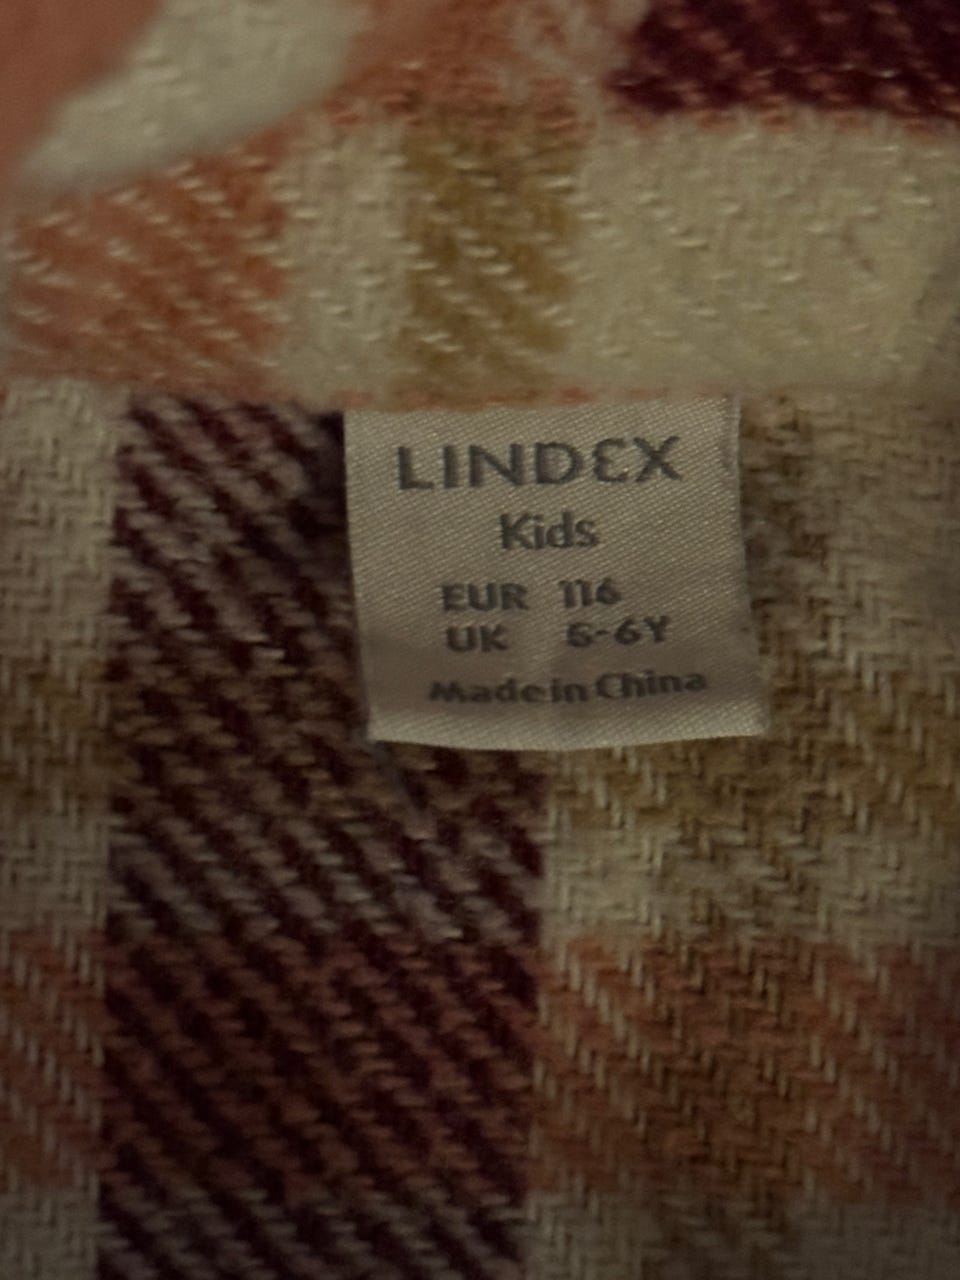 LINDEX
Kids
EUR 116
UK 5-6Y
Made in China